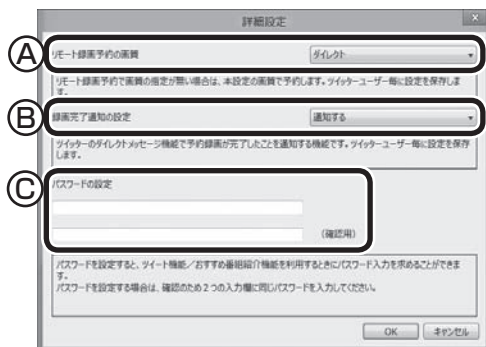 詳細設定
x
A
リモート録画予約の画質
ダイレクト
リモート録画予約で画質の指定が無い場合は、本設定の画質で予約します。ツイッターユーザー毎に設定を保存しま
す。
B
録画完了通知の設定
通知する
ツイッターのダイレクトメッセージ機能で予約録画が完了したことを通知する機能です。ツイッターユーザー毎に設定を保存
します。
C
パスワードの設定
(確認用)
パスワードを設定すると、ツイート機能/おすすめ番組紹介機能を利用するときにパスワード入力を求めることができま
す。
パスワードを設定する場合は、確認のため2つの入力欄に同じパスワードを入力してください。
OK
キャンセル